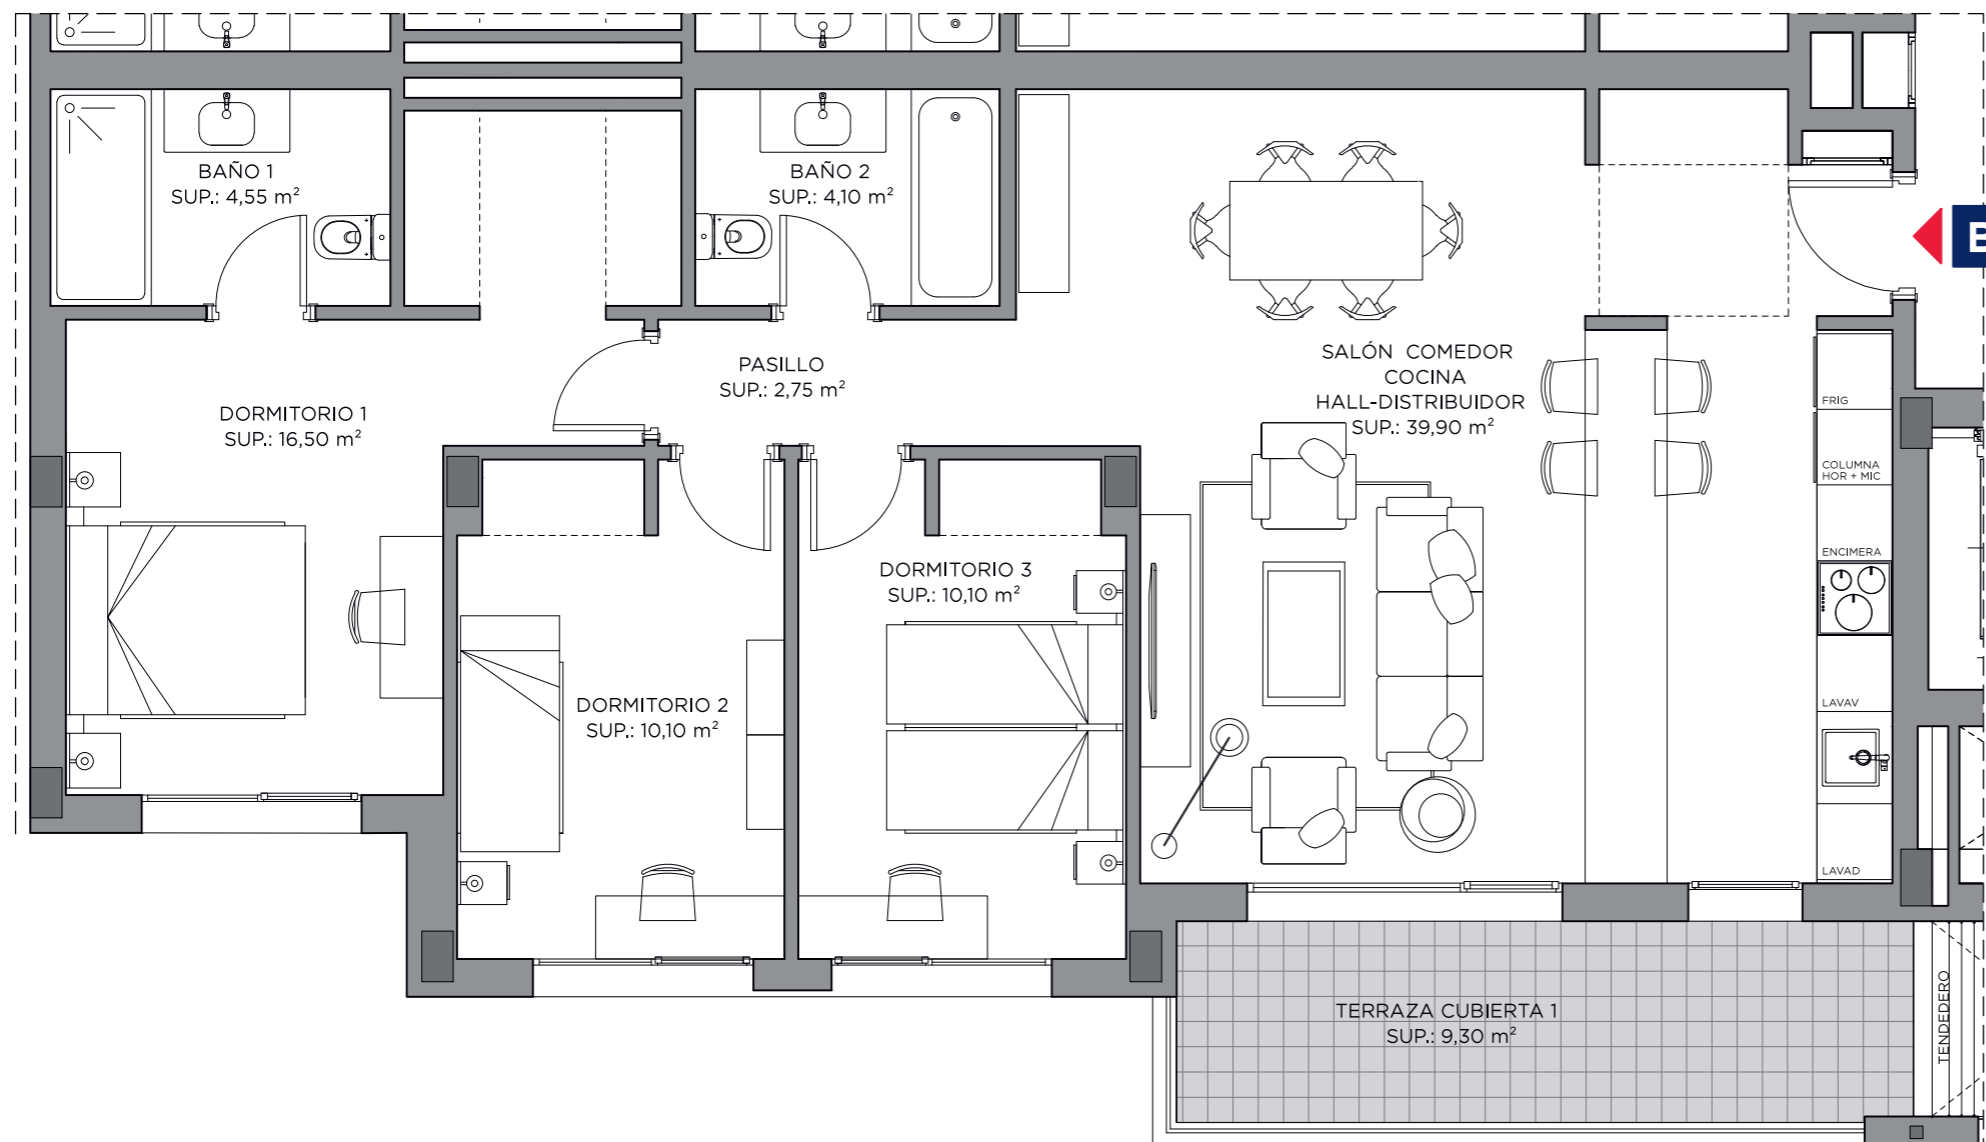 BAÑO 1
SUP.: 4,55 m²
BAÑO 2
SUP.: 4,10 m²
B
PASILLO
SUP.: 2,75 m²
SALÓN COMEDOR
COCINA
HALL-DISTRIBUIDOR
SUP.: 39,90 m²
DORMITORIO 1
SUP.: 16,50 m²
FRIG
COLUMNA
HOR + MIC
ENCIMERA
DORMITORIO 3
SUP.: 10,10 m²
DORMITORIO 2
SUP.: 10,10 m²
LAVAV
LAVAD
TERRAZA CUBIERTA 1
SUP.: 9,30 m²
TENDEDERO